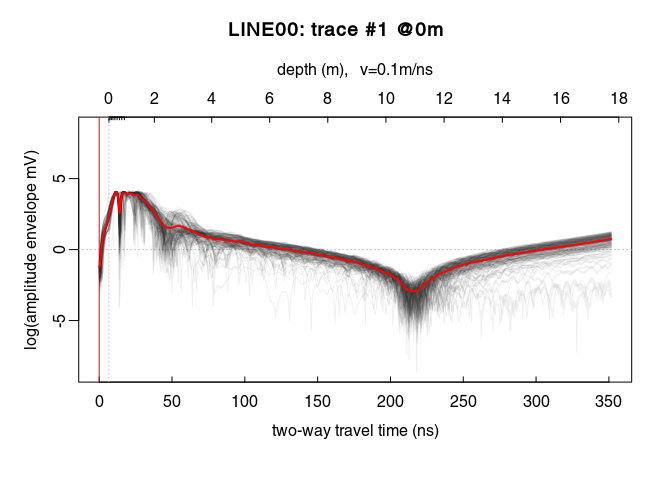 LINE00: trace #1 @0m
depth (m),  v=0.1m/ns
0 2 4 6 8 10 12 14 16 18
log(amplitude envelope mV)
5
0
-5
0 50 100 150 200 250 300 350
two-way travel time (ns)